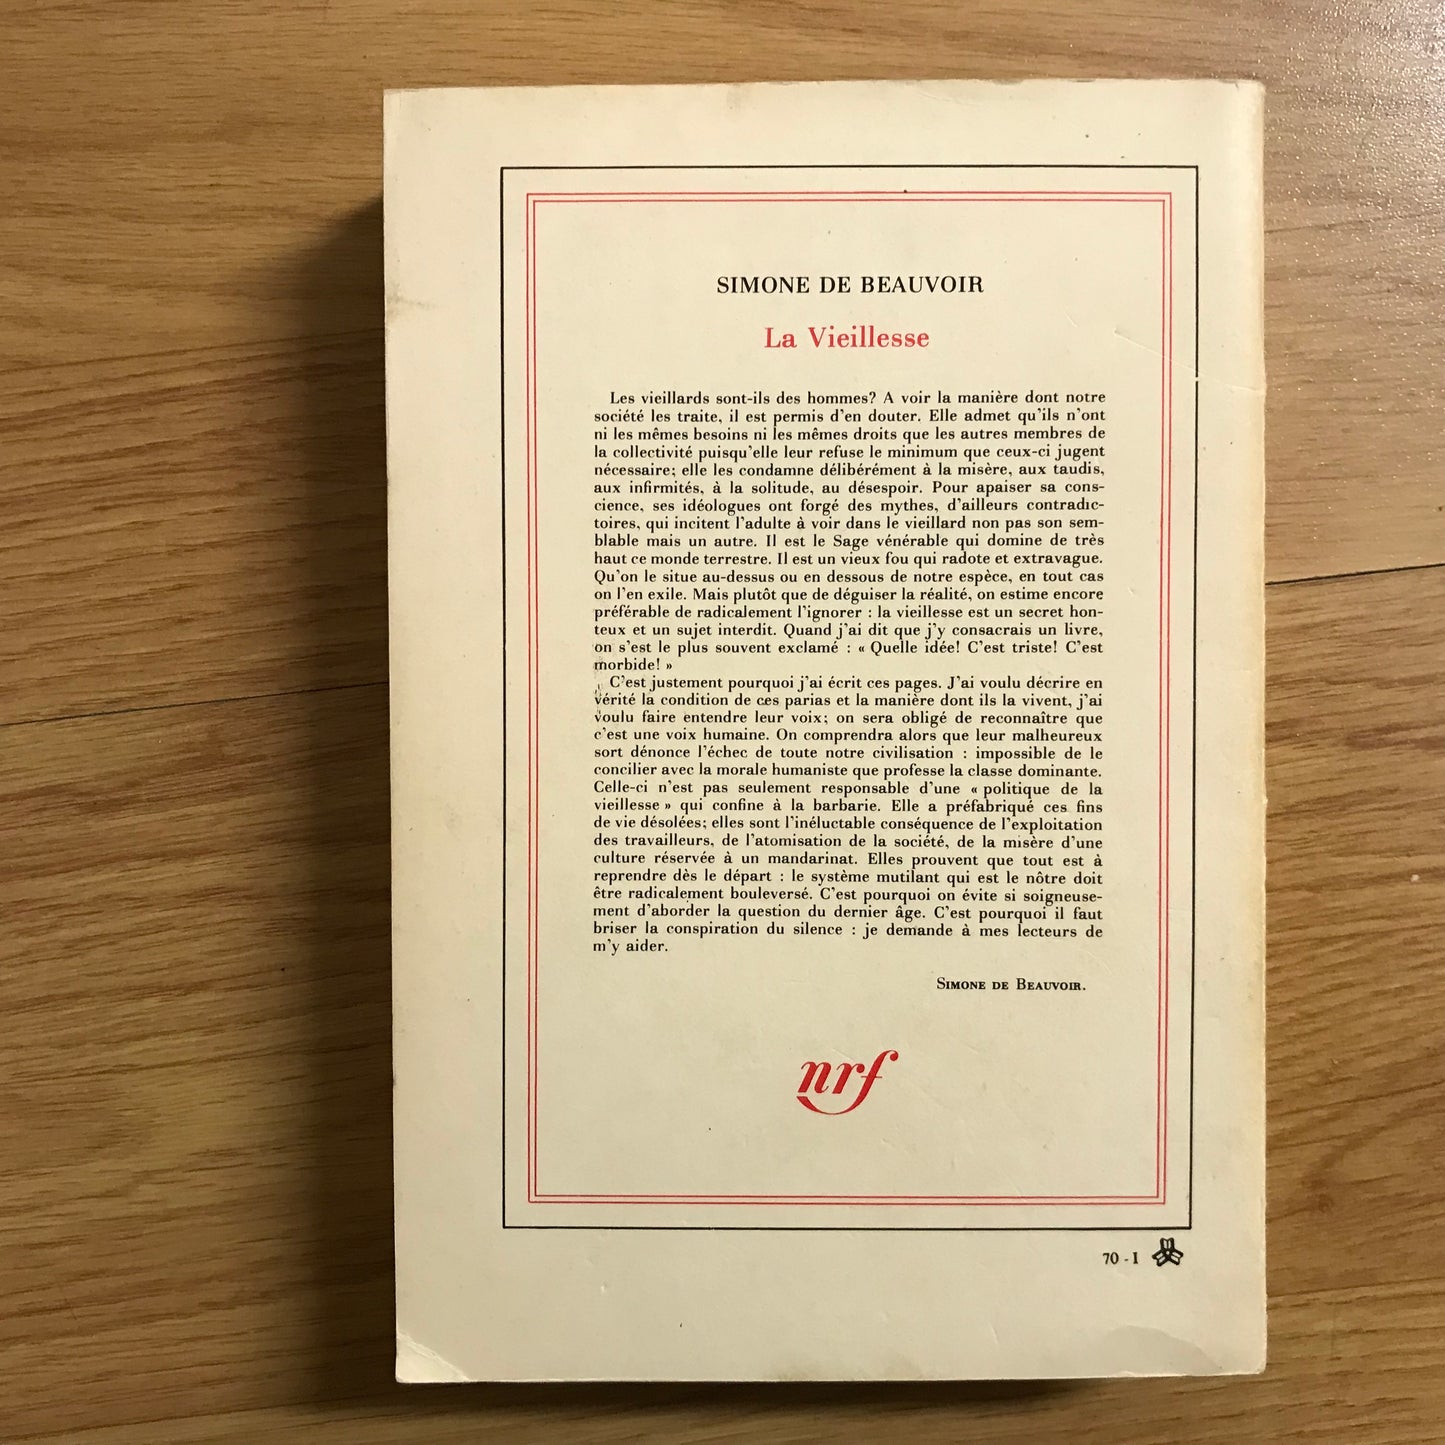 SIMONE DE BEAUVOIR
La Vieillesse
Les vieillards sont-ils des hommes? A voir la manière dont notre
société les traite, il est permis d'en douter. Elle admet qu'ils n'ont
ni les mêmes besoins ni les mêmes droits que les autres membres de
la collectivité puisqu'elle leur refuse le minimum que ceux-ci jugent
nécessaire; elle les condamne délibérément à la misère, aux taudis,
aux infirmités, à la solitude, au désespoir. Pour apaiser sa cons-
cience, ses idéologues ont forgé des mythes, d'ailleurs contradic-
toires, qui incitent l'adulte à voir dans le vieillard non pas son sem-
blable mais un autre. Il est le Sage vénérable qui domine de très
haut ce monde terrestre. Il est un vieux fou qui radote et extravague.
Qu'on le situe au-dessus ou en dessous de notre espèce, en tout cas
on l'en exile. Mais plutôt que de déguiser la réalité, on estime encore
préférable de radicalement l'ignorer : la vieillesse est un secret hon-
teux et un sujet interdit. Quand j'ai dit que j'y consacrais un livre,
on s'est le plus souvent exclamé : « Quelle idée! C'est triste! C'est
morbide! »
C'est justement pourquoi j'ai écrit ces pages. J'ai voulu décrire en
vérité la condition de ces parias et la manière dont ils la vivent, j'ai
voulu faire entendre leur voix; on sera obligé de reconnaître que
c'est une voix humaine. On comprendra alors que leur malheureux
sort dénonce l'échec de toute notre civilisation : impossible de le
concilier avec la morale humaniste que professe la classe dominante.
Celle-ci n'est pas seulement responsable d'une « politique de la
vieillesse » qui confine à la barbarie. Elle a préfabriqué ces fins
de vie désolées; elles sont l'inéluctable conséquence de l'exploitation
des travailleurs, de l'atomisation de la société, de la misère d'une
culture réservée à un mandarinat. Elles prouvent que tout est à
reprendre dès le départ : le système mutilant qui est le nôtre doit
être radicalement bouleversé. C'est pourquoi on évite si soigneuse-
ment d'aborder la question du dernier âge. C'est pourquoi il faut
briser la conspiration du silence : je demande à mes lecteurs de
m'y aider.
SIMONE DE BEAUVOIR.
nrf
70 - I